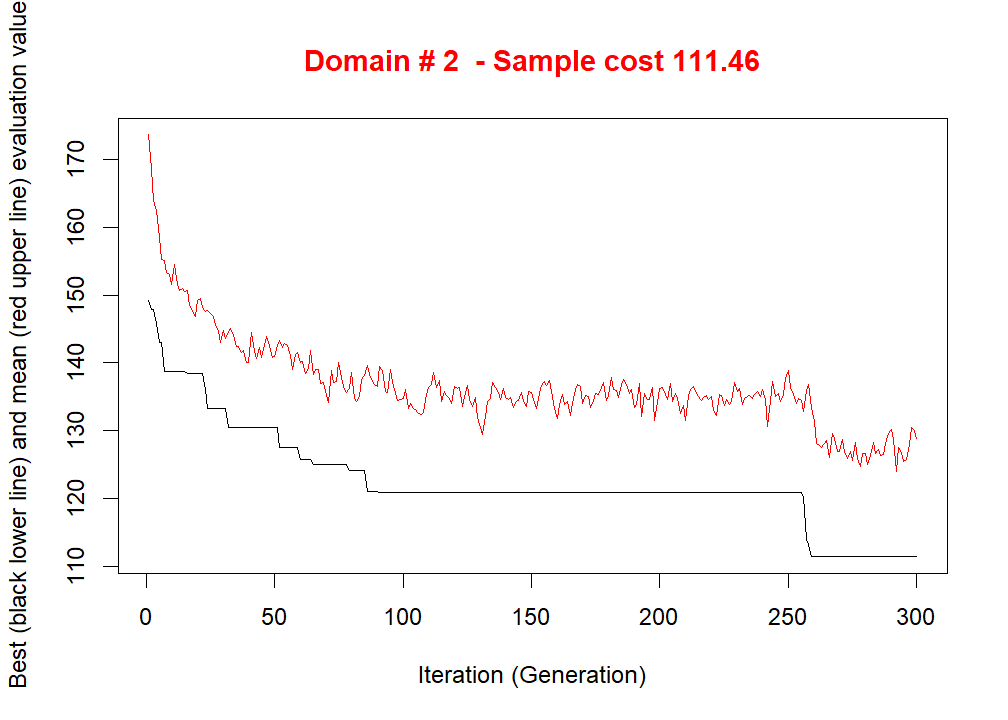 Domain # 2  - Sample cost 111.46
Best (black lower line) and mean (red upper line) evaluation value
170
160
150
140
130
120
110
0 50 100 150 200 250 300
Iteration (Generation)